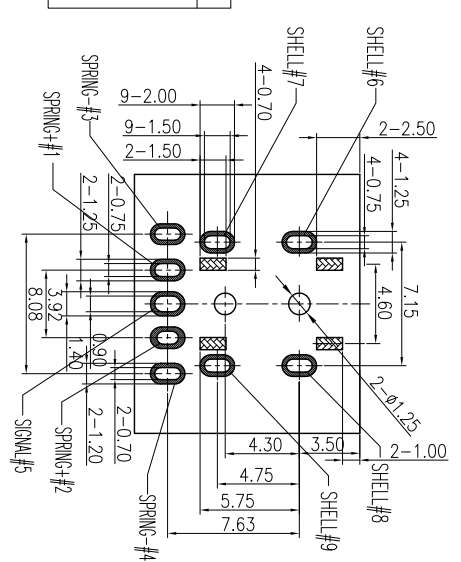 SHELL#6
SHELL#7
4-0.70
SPRING-#3
SPRING+#1
9-2.00
9-1.50
2-1.50
2-2.50
4-1.25
4-0.75
2-0.75
2-1.25
7.15
4.60
3.92
8.08
0.90
1.40
2-ø1.25
2-0.70
2-1.20
SIGNAL#5
SPRING+#2
SPRING-#4
4.30
3.50
2-1.00
4.75
5.75
7.63
SHELL#8
SHELL#9